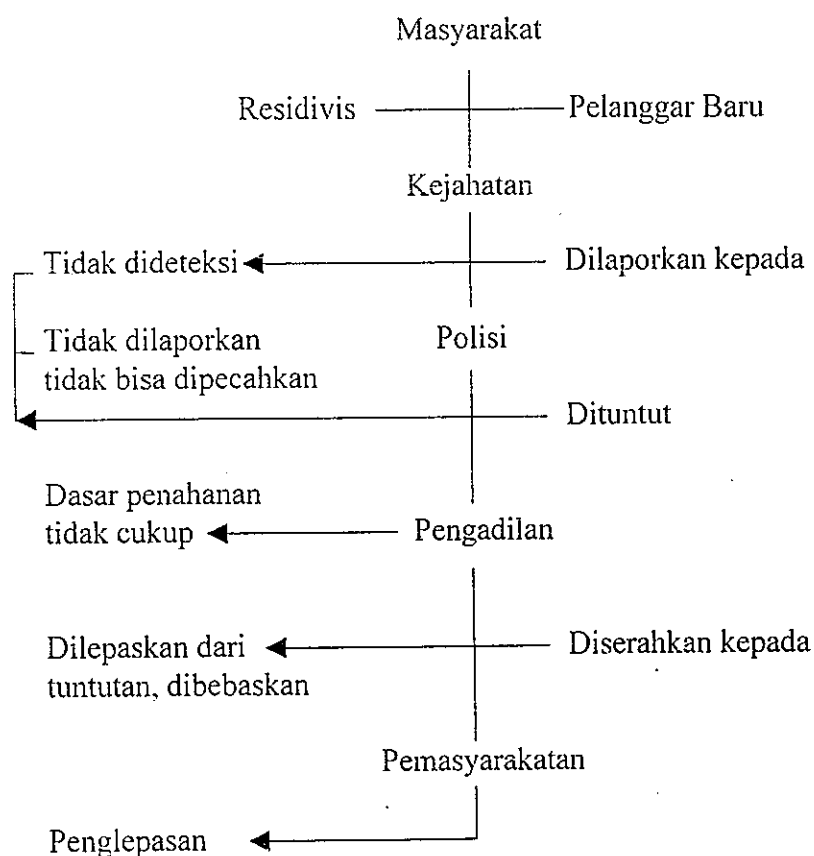 Masyarakat
Residivis
Pelanggar Baru
Kejahatan
Tidak dideteksi
Dilaporkan kepada
Tidak dilaporkan
tidak bisa dipecahkan
Polisi
Dituntut
Dasar penahanan
tidak cukup
Pengadilan
Dilepaskan dari
tuntutan, dibebaskan
Diserahkan kepada
Pemasyarakatan
Penglepasan